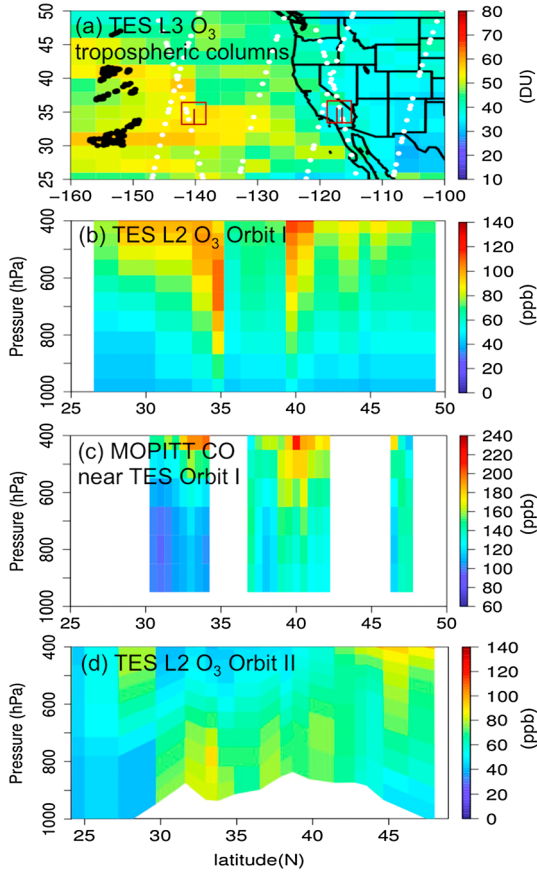 (a) TES L3 O3
tropospheric columns
I
II
50
45
40
35
30
25
−160 −150 −140 −130 −120 −110 −100
80
70
60
50
40
30
20
10
(DU)
(b) TES L2 O3 Orbit I
Pressure (hPa)
400
600
800
1000
25 30 35 40 45 50
140
120
100
80
60
40
20
0
(ppb)
(c) MOPITT CO
near TES Orbit I
Pressure (hPa)
400
600
800
1000
25 30 35 40 45 50
240
220
200
180
160
140
120
100
80
60
(ppb)
(d) TES L2 O3 Orbit II
Pressure (hPa)
400
600
800
1000
25 30 35 40 45 50
latitude(N)
140
120
100
80
60
40
20
0
(ppb)